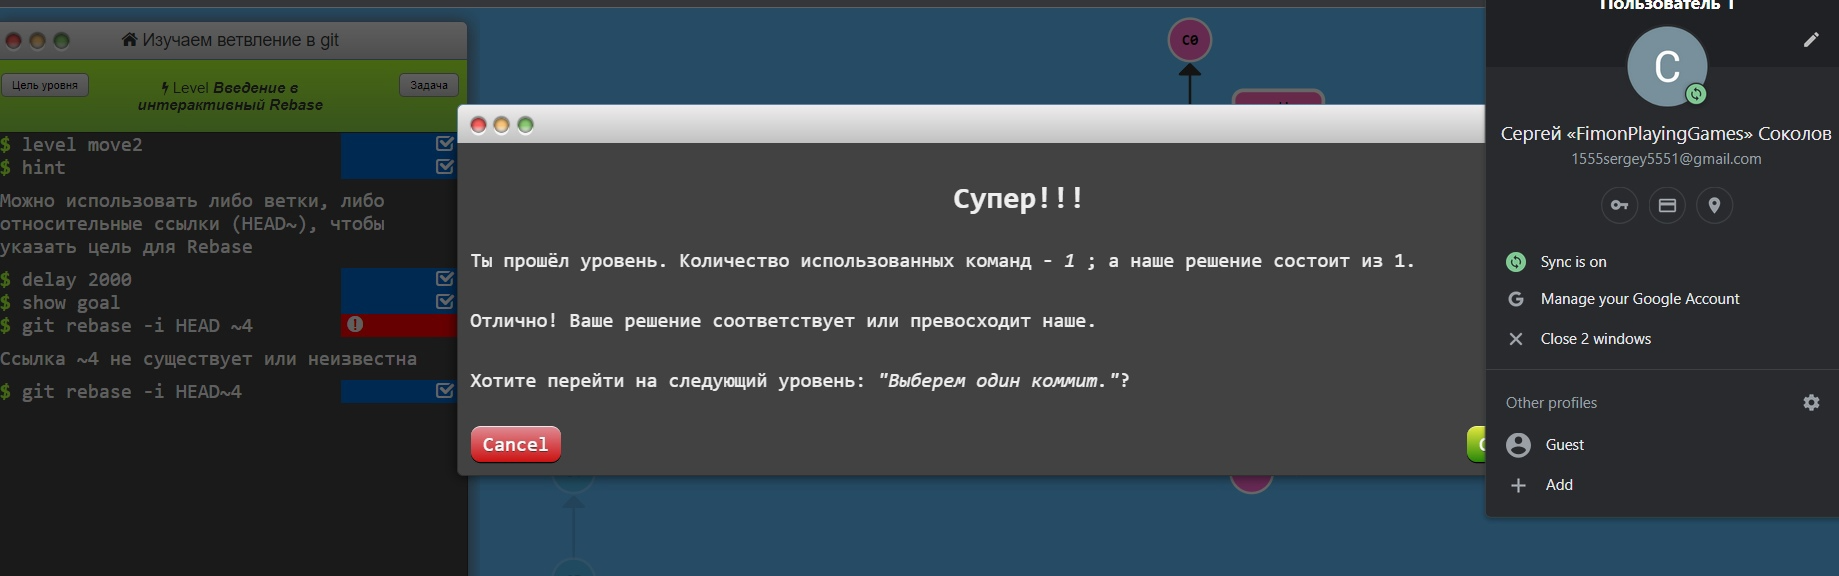 Изучаем ветвление в git
Цель уровня
Level Введение в
интерактивный Rebase
Задача
$ level move2
$ hint
Можно использовать либо ветки, либо
относительные ссылки (HEAD~), чтобы
указать цель для Rebase
$ delay 2000
$ show goal
$ git rebase -i HEAD ~4
Ссылка ~4 не существует или неизвестна
$ git rebase -i HEAD~4
C0
Супер!!!
Ты прошёл уровень. Количество использованных команд - 1 ; а наше решение состоит из 1.
Отлично! Ваше решение соответствует или превосходит наше.
Хотите перейти на следующий уровень: "Выберем один коммит."?
Cancel
Пользователь 1
C
Сергей «FimonPlayingGames» Соколов
1555sergey5551@gmail.com
Sync is on
Manage your Google Account
Close 2 windows
Other profiles
Guest
Add